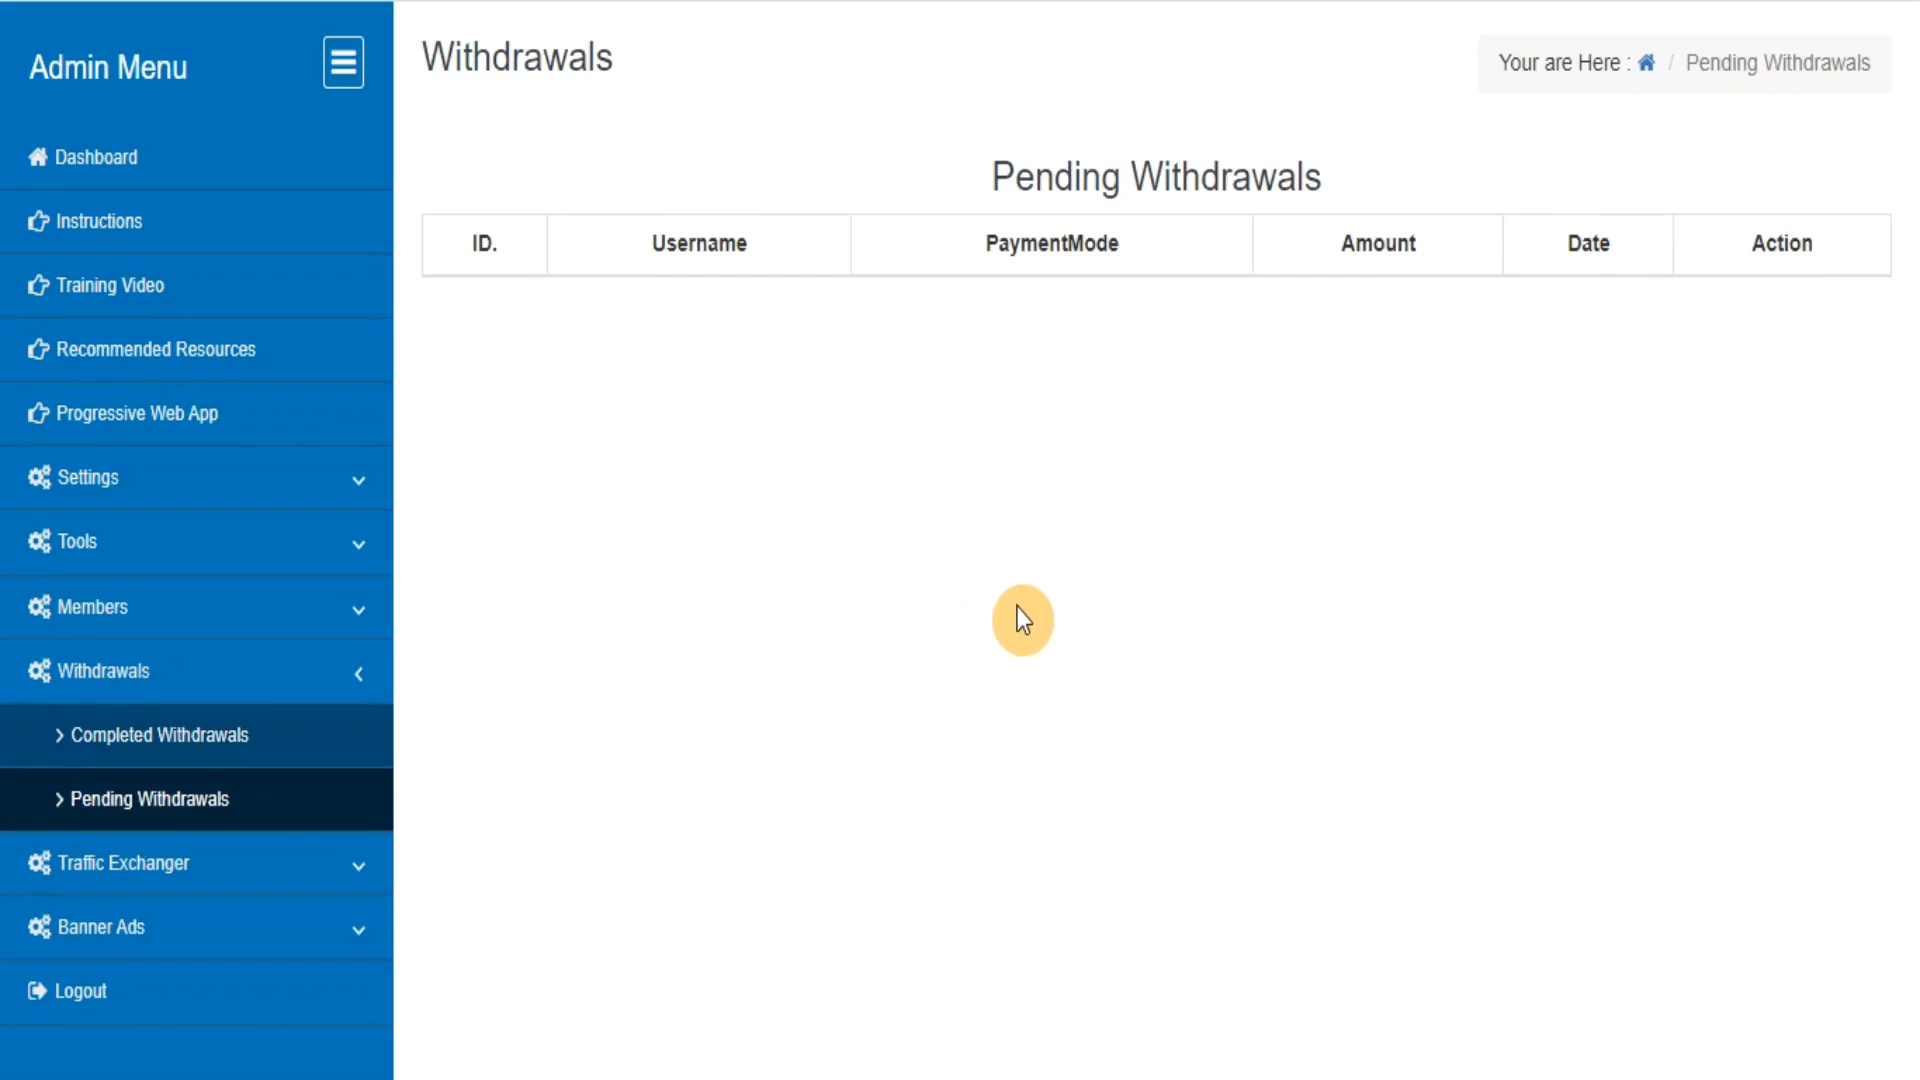 Admin Menu
Dashboard
Instructions
Training Video
Recommended Resources
Progressive Web App
Settings
Tools
Members
Withdrawals
Completed Withdrawals
Pending Withdrawals
Traffic Exchanger
Banner Ads
Logout
Withdrawals
Your are Here : / Pending Withdrawals
Pending Withdrawals
ID. Username PaymentMode Amount Date Action